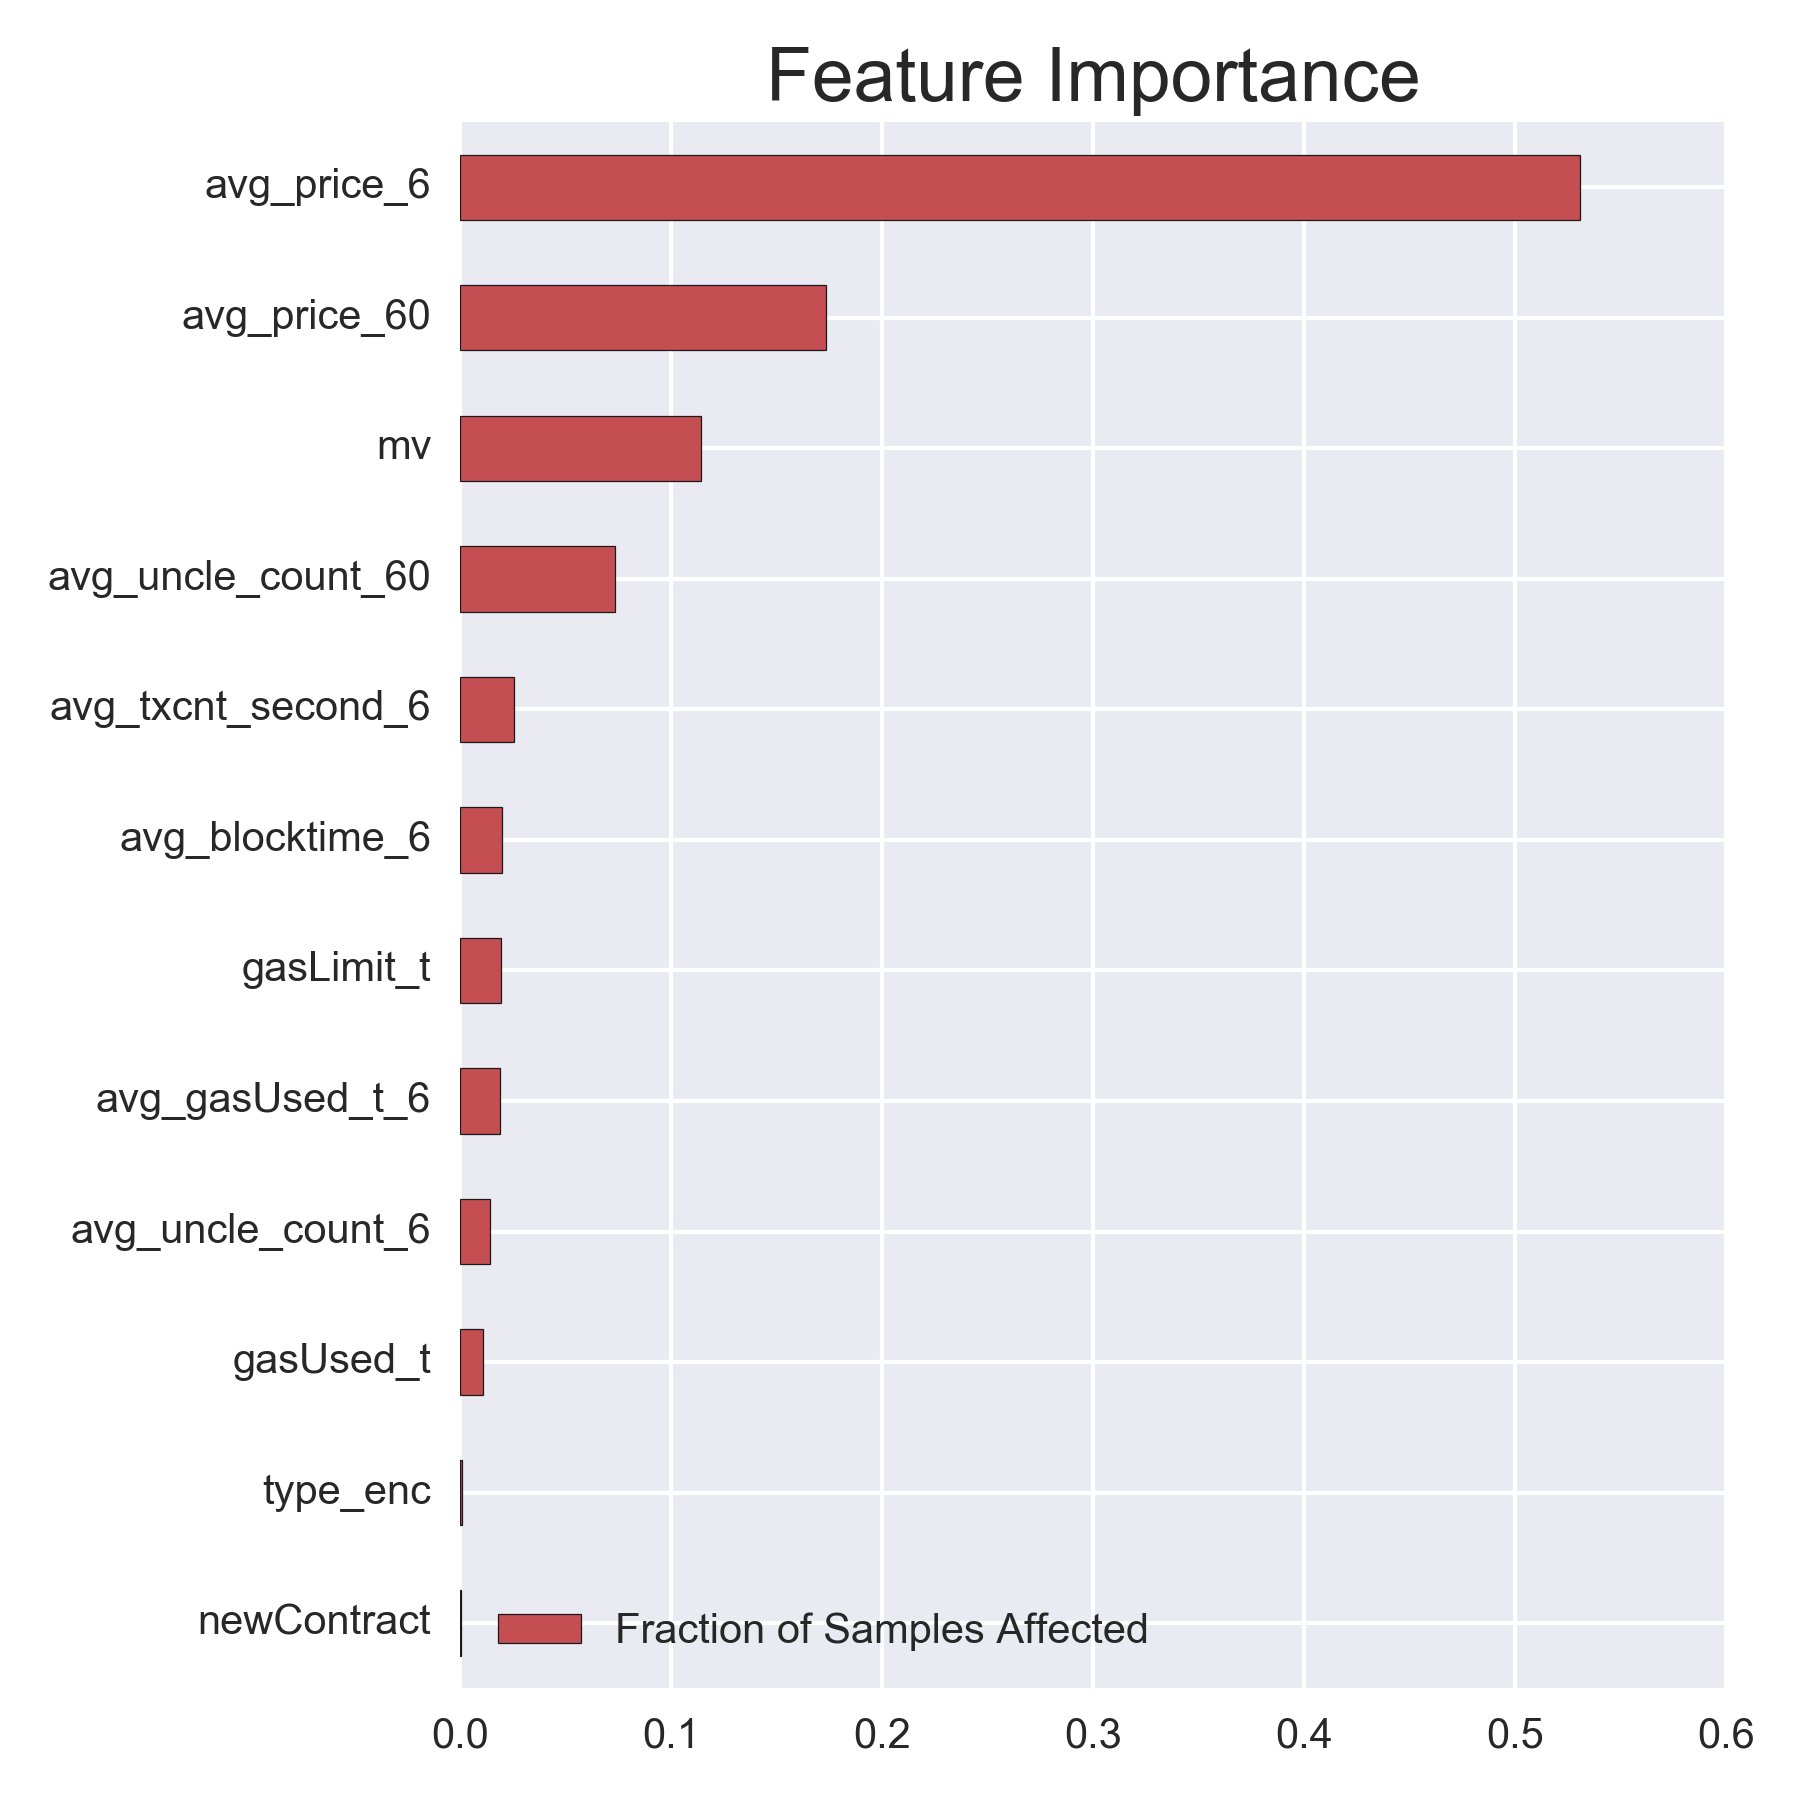 Feature Importance
avg_price_6
avg_price_60
mv
avg_uncle_count_60
avg_txcnt_second_6
avg_blocktime_6
gasLimit_t
avg_gasUsed_t_6
avg_uncle_count_6
gasUsed_t
type_enc
newContract
Fraction of Samples Affected
0.0 0.1 0.2 0.3 0.4 0.5 0.6